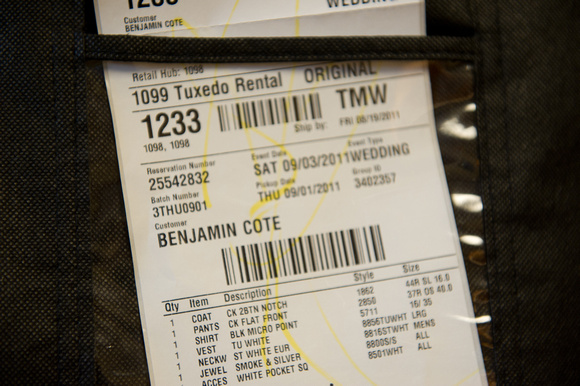 WEDDING
Customer
BENJAMIN COTE
Retail Hub: 1098
1099 Tuxedo Rental ORIGINAL
1233 TMW
1098, 1098 Ship by: FRI 08/19/2011
Reservation Number Event Date Event Type
25542832 SAT 09/03/2011 WEDDING
Batch Number Pickup Date Group ID
3THU0901 THU 09/01/2011 3402357
Customer
BENJAMIN COTE
Qty Item Description Style Size
1 COAT CK 2BTN NOTCH 1862 44R SL 16.0
1 PANTS CK FLAT FRONT 2850 37R OS 40.0
1 SHIRT BLK MICRO POINT 5711 16/ 35
1 VEST TU WHITE 8856TUWHT LRG
1 NECKW ST WHITE EUR 8816STWHT MENS
1 JEWEL SMOKE & SILVER 8800S/S ALL
1 ACCES WHITE POCKET SQ 8501WHT ALL